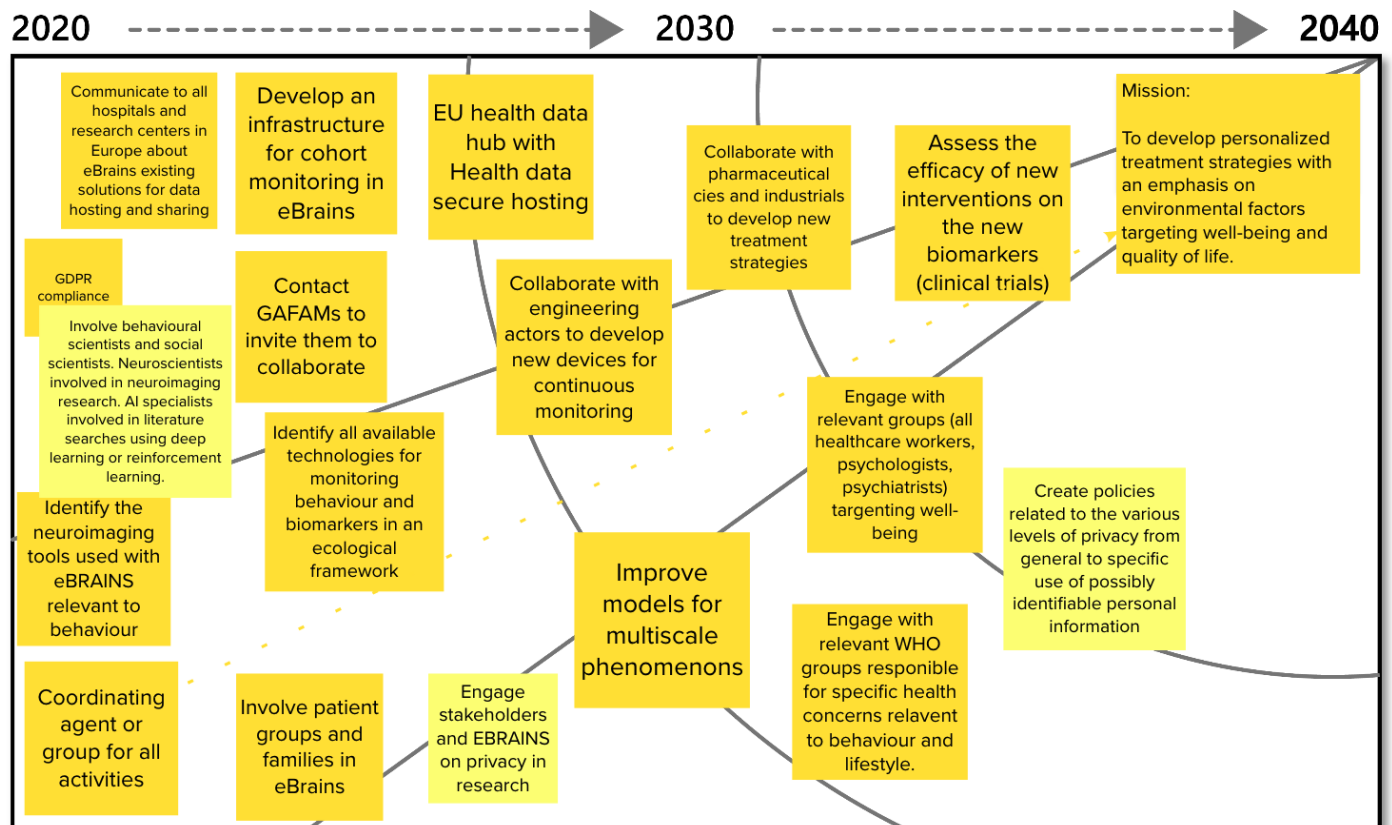 2020
2030
2040
Communicate to all
hospitals and
research centers in
Europe about
eBrains existing
solutions for data
hosting and sharing
Develop an
infrastructure
for cohort
monitoring in
eBrains
EU health data
hub with
Health data
secure hosting
Collaborate with
pharmaceutical
cies and industrials
to develop new
treatment
strategies
Assess the
efficacy of new
interventions on
the new
biomarkers
(clinical trials)
Mission:
To develop personalized
treatment strategies with
an emphasis on
environmental factors
targeting well-being and
quality of life.
GDPR
compliance
Contact
GAFAMs to
invite them to
collaborate
Collaborate with
engineering
actors to develop
new devices for
continuous
monitoring
Involve behavioural
scientists and social
scientists. Neuroscientists
involved in neuroimaging
research. AI specialists
involved in literature
searches using deep
learning or reinforcement
learning.
Identify all available
technologies for
monitoring
behaviour and
biomarkers in an
ecological
framework
Engage with
relevant groups (all
healthcare workers,
psychologists,
psychiatrists)
targenting well-
being
Create policies
related to the various
levels of privacy from
general to specific
use of possibly
identifiable personal
information
Identify the
neuroimaging
tools used with
eBRAINS
relevant to
behaviour
Improve
models for
multiscale
phenomenons
Engage with
relevant WHO
groups responible
for specific health
concerns relavent
to behaviour and
lifestyle.
Coordinating
agent or
group for all
activities
Involve patient
groups and
families in
eBrains
Engage
stakeholders
and EBRAINS
on privacy in
research